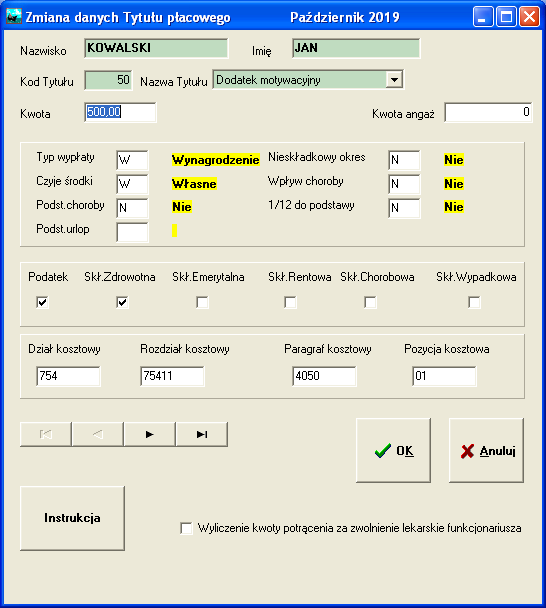 Zmiana danych Tytułu płacowego Październik 2019
Nazwisko KOWALSKI Imię JAN
Kod Tytułu 50 Nazwa Tytułu Dodatek motywacyjny
Kwota 500,00 Kwota angaż 0
Typ wypłaty W Wynagrodzenie Nieskładkowy okres N Nie
Czyje środki W Własne Wpływ choroby N Nie
Podst.choroby N Nie 1/12 do podstawy N Nie
Podst.urlop
Podatek Skł.Zdrowotna Skł.Emerytalna Skł.Rentowa Skł.Chorobowa Skł.Wypadkowa
Dział kosztowy Rozdział kosztowy Paragraf kosztowy Pozycja kosztowa
754 75411 4050 01
OK Anuluj
Instrukcja
Wyliczenie kwoty potrącenia za zwolnienie lekarskie funkcjonariusza